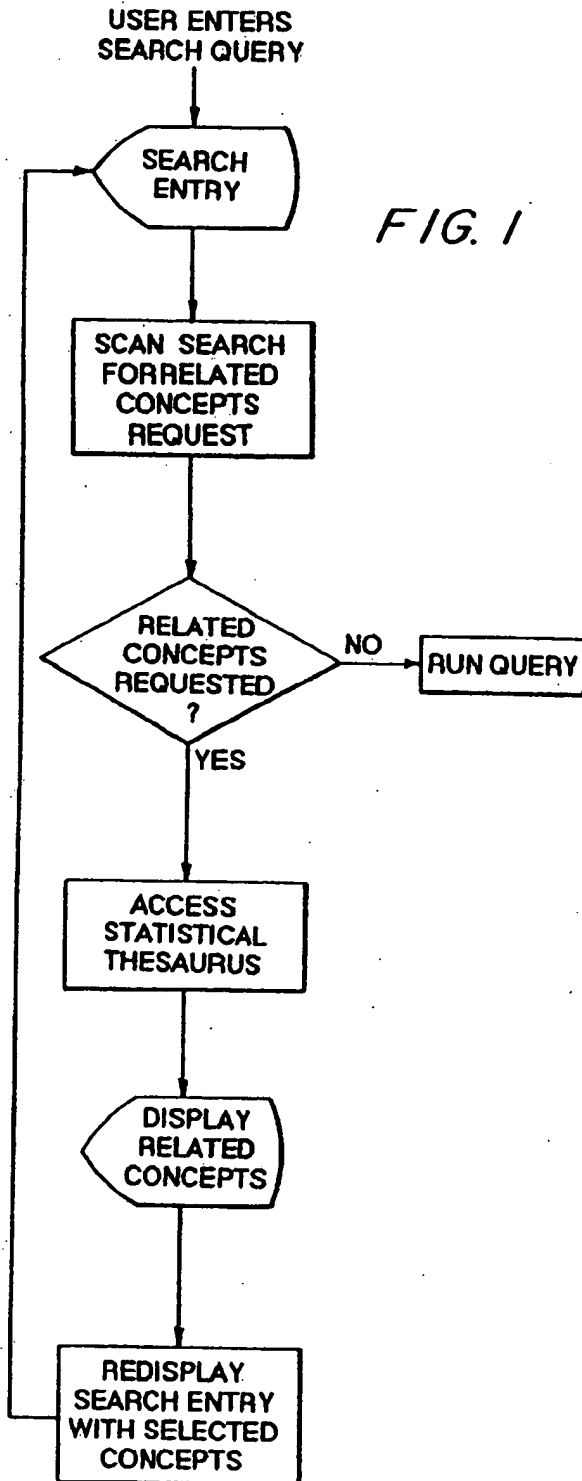 USER ENTERS
SEARCH QUERY
SEARCH
ENTRY
FIG. 1
SCAN SEARCH
FORRELATED
CONCEPTS
REQUEST
RELATED
CONCEPTS
REQUESTED
?
NO
RUN QUERY
YES
ACCESS
STATISTICAL
THESAURUS
DISPLAY
RELATED
CONCEPTS
REDISPLAY
SEARCH ENTRY
WITH SELECTED
CONCEPTS